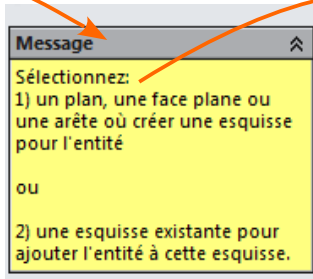 Message
Sélectionnez:
1) un plan, une face plane ou
une arête où créer une esquisse
pour l'entité
ou
2) une esquisse existante pour
ajouter l'entité à cette esquisse.